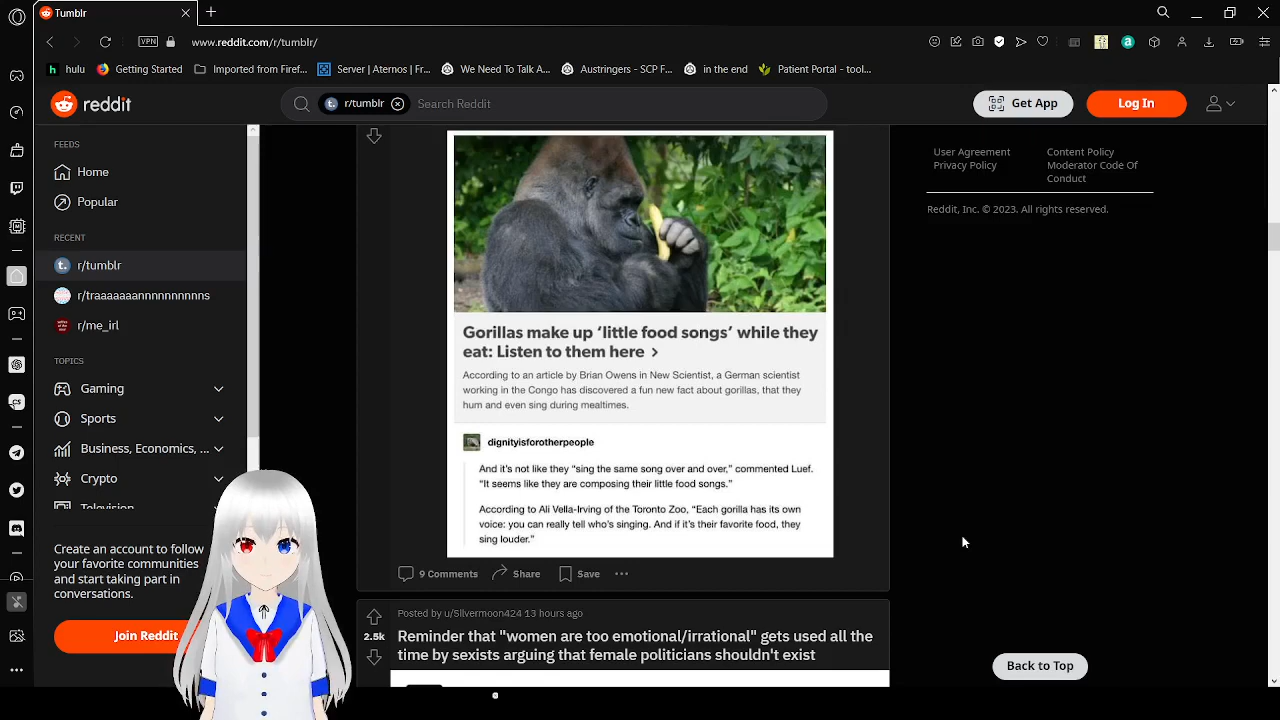 Tumblr
VPN
www.reddit.com/r/tumblr/
hulu
Getting Started
Imported from Firef...
Server | Aternos | Fr...
We Need To Talk A...
Austringers - SCP F...
in the end
Patient Portal - tool...
reddit
r/tumblr
Search Reddit
Get App
Log In
FEEDS
Home
Popular
RECENT
r/tumblr
r/traaaaaaannnnnnnnns
r/me_irl
TOPICS
Gaming
Sports
Business, Economics, ...
Crypto
Television
Create an account to follow
your favorite communities
and start taking part in
conversations.
Join Reddit
Gorillas make up ‘little food songs’ while they
eat: Listen to them here >
According to an article by Brian Owens in New Scientist, a German scientist
working in the Congo has discovered a fun new fact about gorillas, that they
hum and even sing during mealtimes.
dignityisforotherpeople
And it’s not like they “sing the same song over and over,” commented Luef.
“It seems like they are composing their little food songs.”
According to Ali Vella-Irving of the Toronto Zoo, “Each gorilla has its own
voice: you can really tell who’s singing. And if it’s their favorite food, they
sing louder.”
9 Comments
Share
Save
Posted by u/Sllvermoon424 13 hours ago
2.5k
Reminder that "women are too emotional/irrational" gets used all the
time by sexists arguing that female politicians shouldn't exist
User Agreement
Privacy Policy
Content Policy
Moderator Code Of
Conduct
Reddit, Inc. © 2023. All rights reserved.
Back to Top